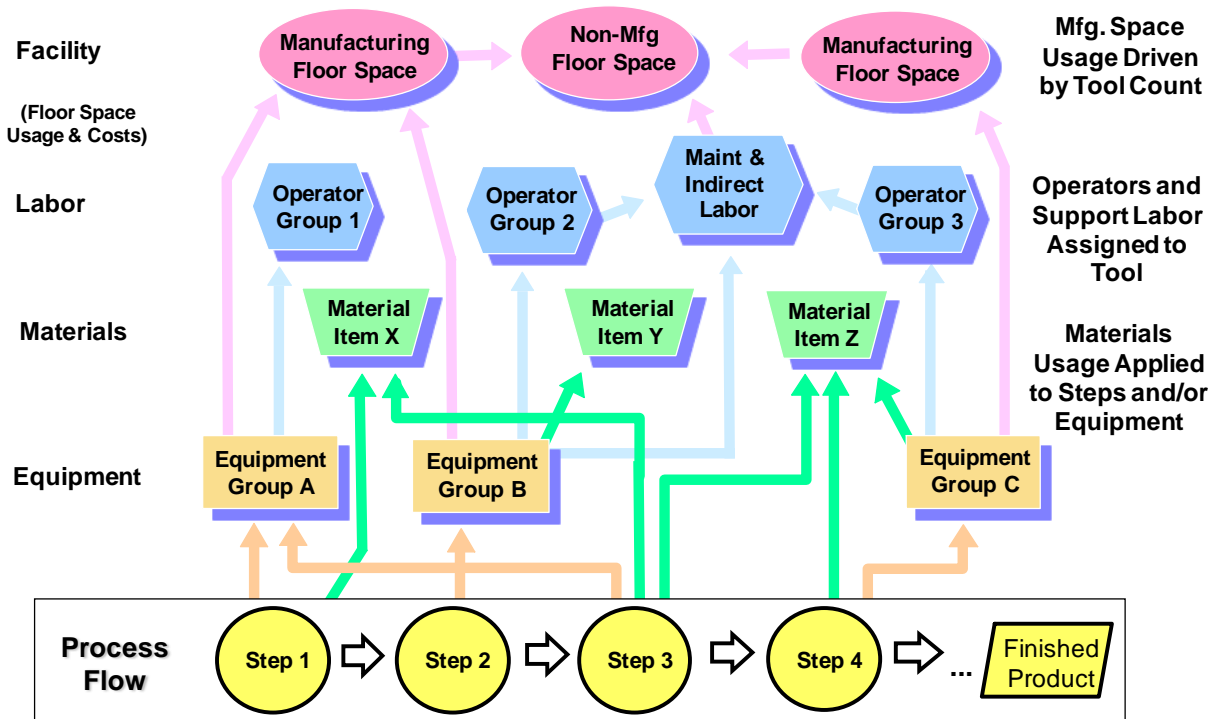 Facility
(Floor Space
Usage & Costs)
Manufacturing
Floor Space
Non-Mfg
Floor Space
Manufacturing
Floor Space
Mfg. Space
Usage Driven
by Tool Count
Labor
Operator
Group 1
Operator
Group 2
Maint &
Indirect
Labor
Operator
Group 3
Operators and
Support Labor
Assigned to
Tool
Materials
Material
Item X
Material
Item Y
Material
Item Z
Materials
Usage Applied
to Steps and/or
Equipment
Equipment
Equipment
Group A
Equipment
Group B
Equipment
Group C
Process
Flow
Step 1
Step 2
Step 3
Step 4
...
Finished
Product